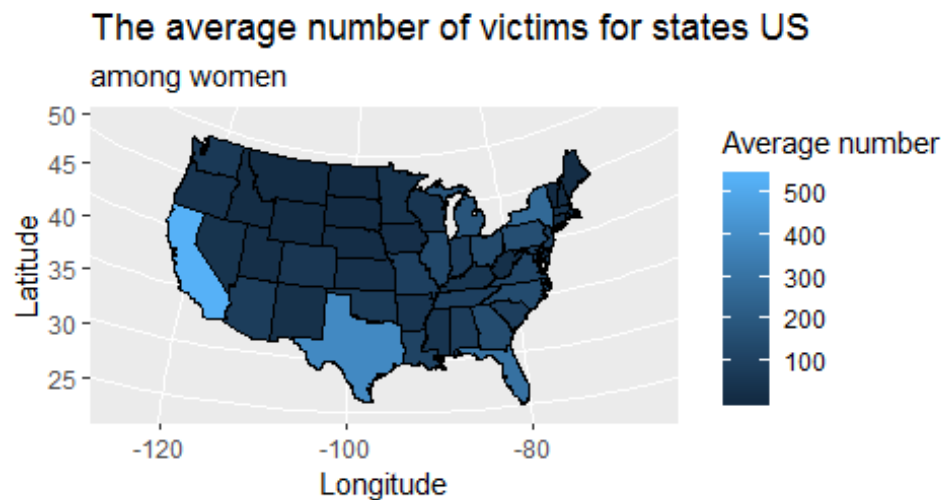 The average number of victims for states US
among women
50
45
40
35
30
25
Latitude
-120 -100 -80
Longitude
Average number
500
400
300
200
100